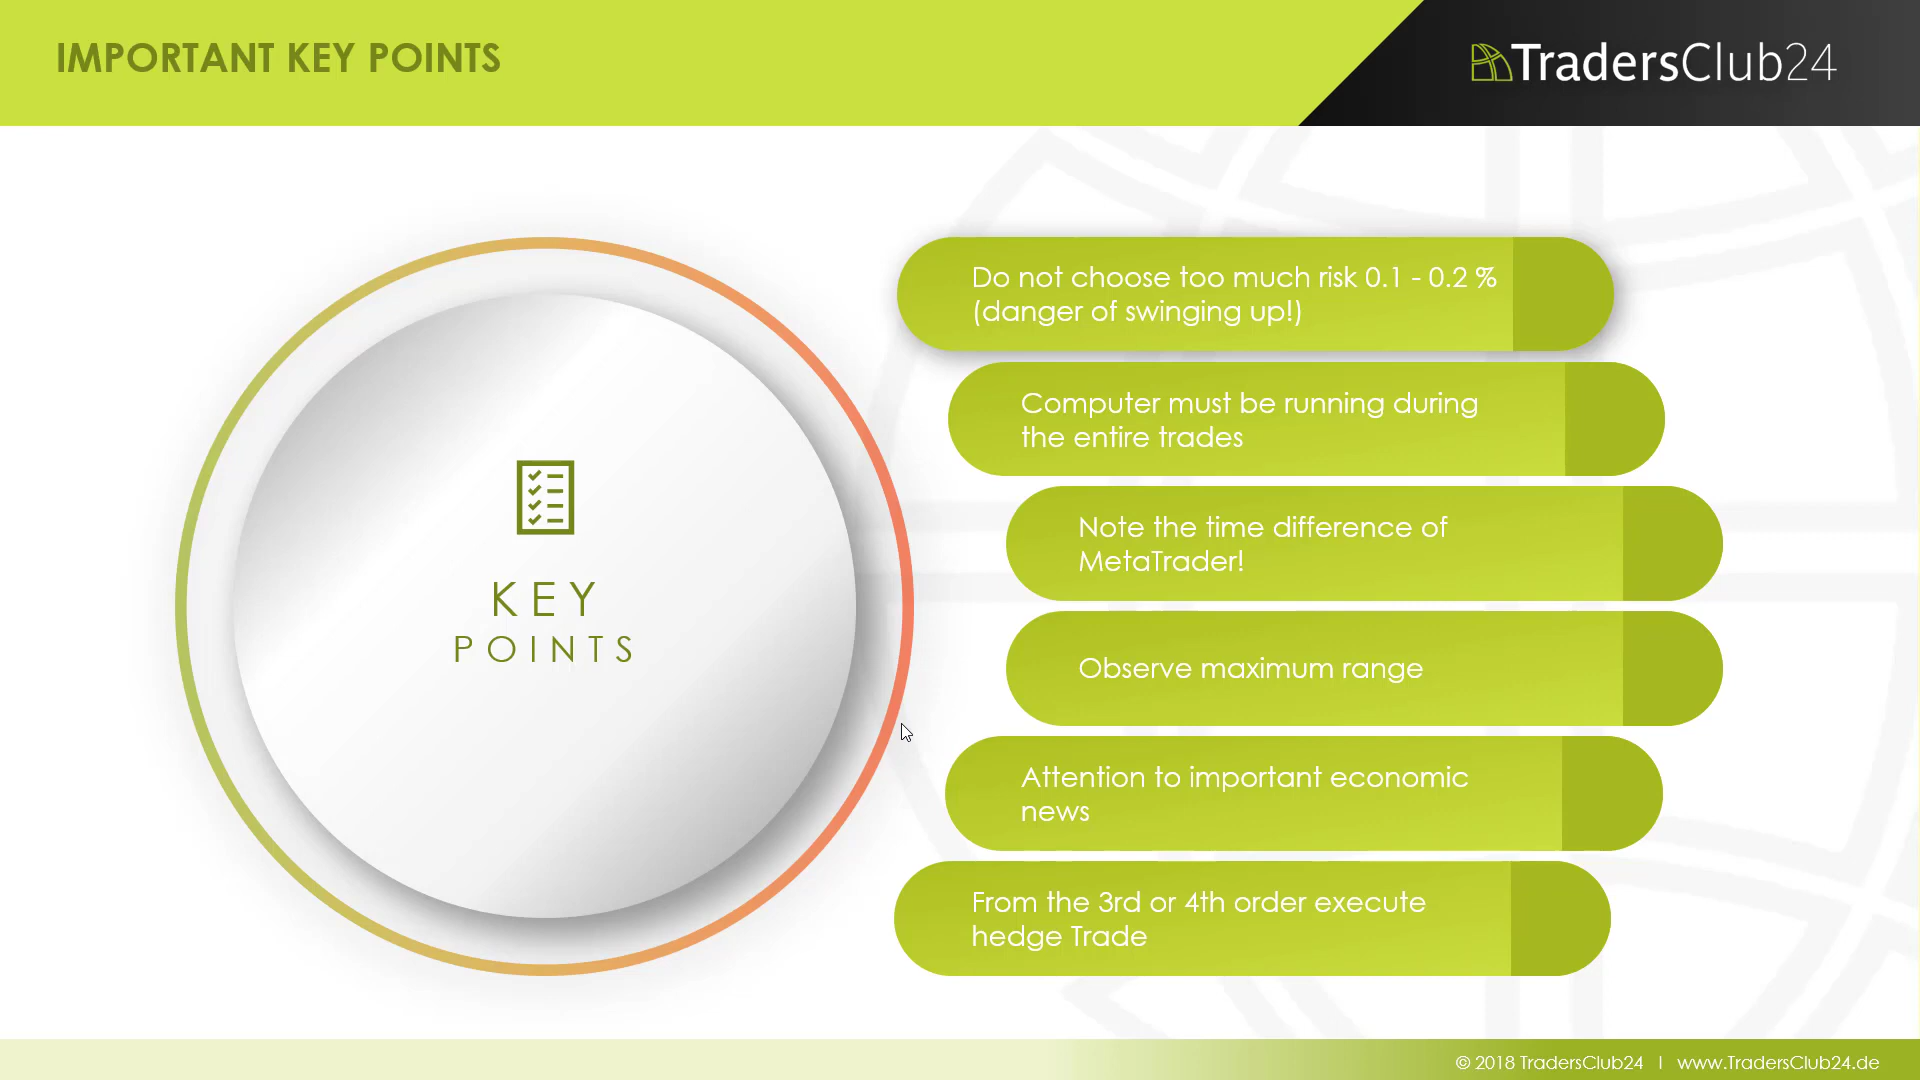 IMPORTANT KEY POINTS
TradersClub24
KEY
POINTS
Do not choose too much risk 0.1 - 0.2 %
(danger of swinging up!)
Computer must be running during
the entire trades
Note the time difference of
MetaTrader!
Observe maximum range
Attention to important economic
news
From the 3rd or 4th order execute
hedge Trade
© 2018 TradersClub24 | www.TradersClub24.de